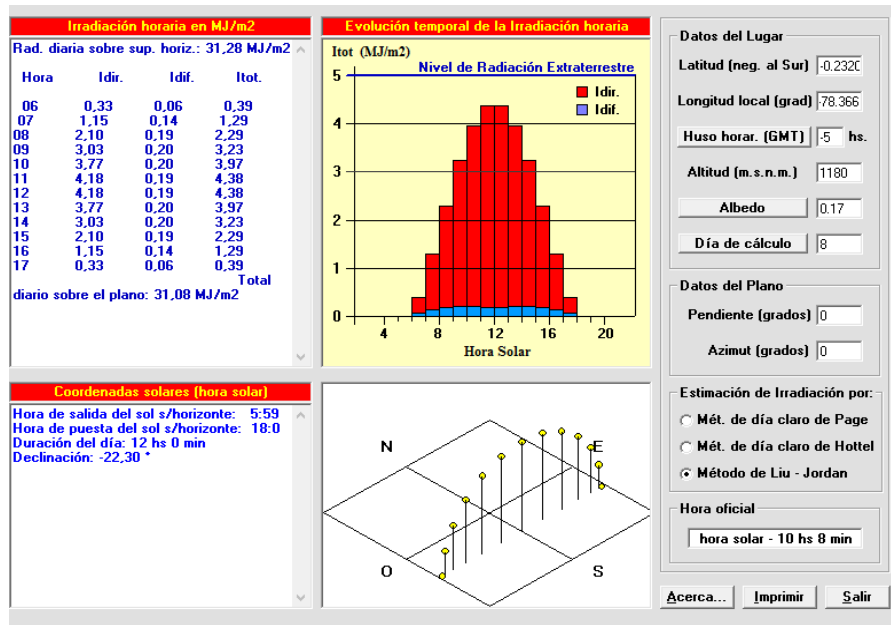 Irradiación horaria en MJ/m2
Rad. diaria sobre sup. horiz.: 31,28 MJ/m2
Hora Idir. Idif. Itot.
06 0,33 0,06 0,39
07 1,15 0,14 1,29
08 2,10 0,19 2,29
09 3,03 0,20 3,23
10 3,77 0,20 3,97
11 4,18 0,19 4,38
12 4,18 0,19 4,38
13 3,77 0,20 3,97
14 3,03 0,20 3,23
15 2,10 0,19 2,29
16 1,15 0,14 1,29
17 0,33 0,06 0,39
Total
diario sobre el plano: 31,08 MJ/m2
Evolución temporal de la Irradiación horaria
Itot (MJ/m2)
Nivel de Radiación Extraterrestre
Idir.
Idif.
5
4
3
2
1
0
4 8 12 16 20
Hora Solar
Coordenadas solares (hora solar)
Hora de salida del sol s/horizonte: 5:59
Hora de puesta del sol s/horizonte: 18:0
Duración del día: 12 hs 0 min
Declinación: -22,30 °
N
E
O
S
Datos del Lugar
Latitud (neg. al Sur) -0.232
Longitud local (grad) -78.366
Huso horar. (GMT) -5 hs.
Altitud (m.s.n.m.) 1180
Albedo 0.17
Día de cálculo 8
Datos del Plano
Pendiente (grados) 0
Azimut (grados) 0
Estimación de Irradiación por:
Mét. de día claro de Page
Mét. de día claro de Hottel
Método de Liu - Jordan
Hora oficial
hora solar - 10 hs 8 min
Acerca... Imprimir Salir